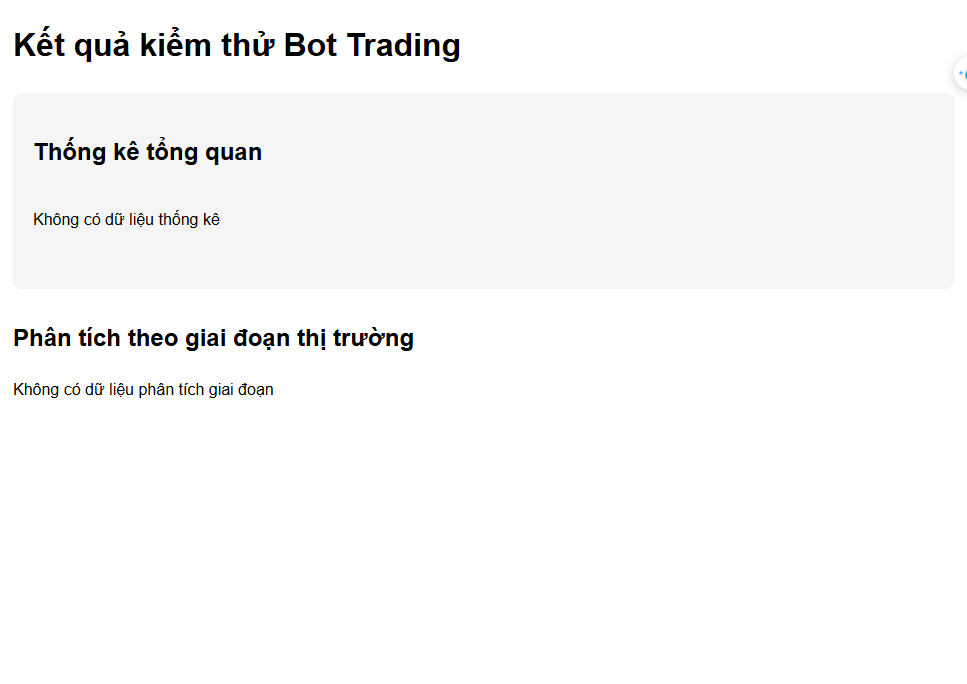 Kết quả kiểm thử Bot Trading
Thống kê tổng quan
Không có dữ liệu thống kê
Phân tích theo giai đoạn thị trường
Không có dữ liệu phân tích giai đoạn